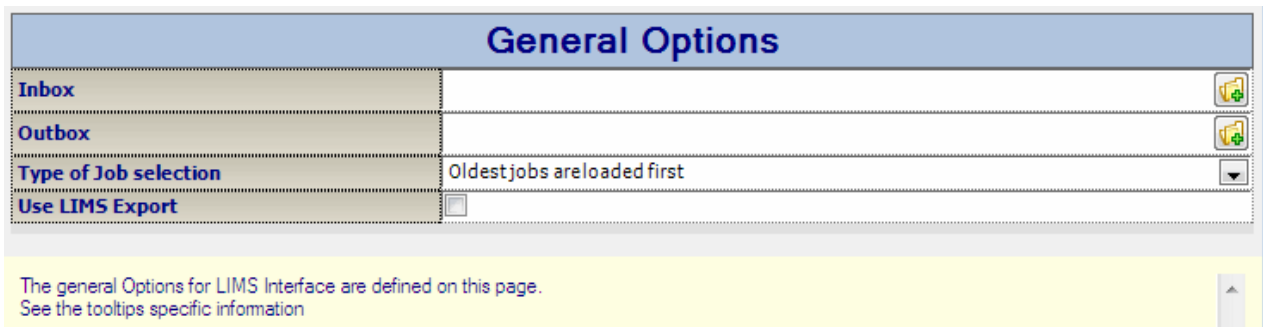 General Options
Inbox
Outbox
Type of Job selection
Oldest jobs are loaded first
Use LIMS Export
The general Options for LIMS Interface are defined on this page.
See the tooltips specific information